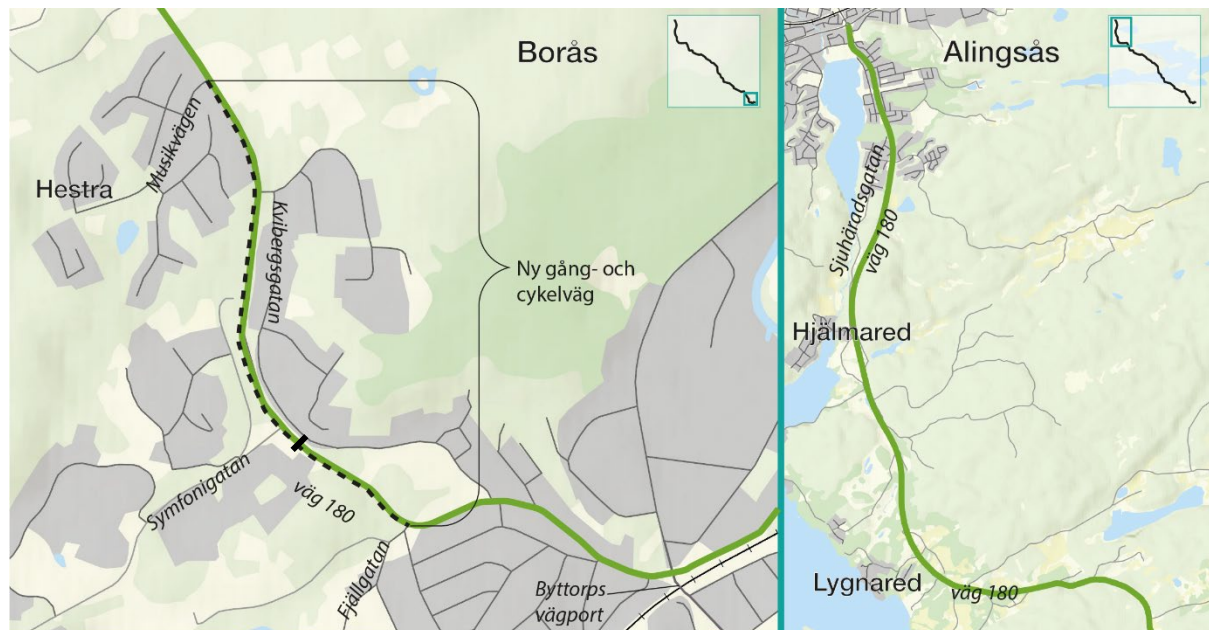 Borås
Hestra
Musikvägen
Kvibergsgatan
Ny gång- och
cykelväg
Symfonigatan
väg 180
Fjällgatan
Byttorps
vägport
Alingsås
Sjuhäradsgatan
väg 180
Hjälmared
Lygnared
väg 180